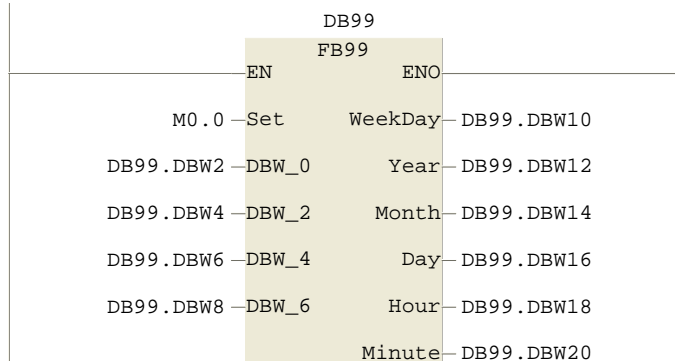 DB99
FB99
EN ENO
M0.0 Set WeekDay DB99.DBW10
DB99.DBW2 DBW_0 Year DB99.DBW12
DB99.DBW4 DBW_2 Month DB99.DBW14
DB99.DBW6 DBW_4 Day DB99.DBW16
DB99.DBW8 DBW_6 Hour DB99.DBW18
Minute DB99.DBW20